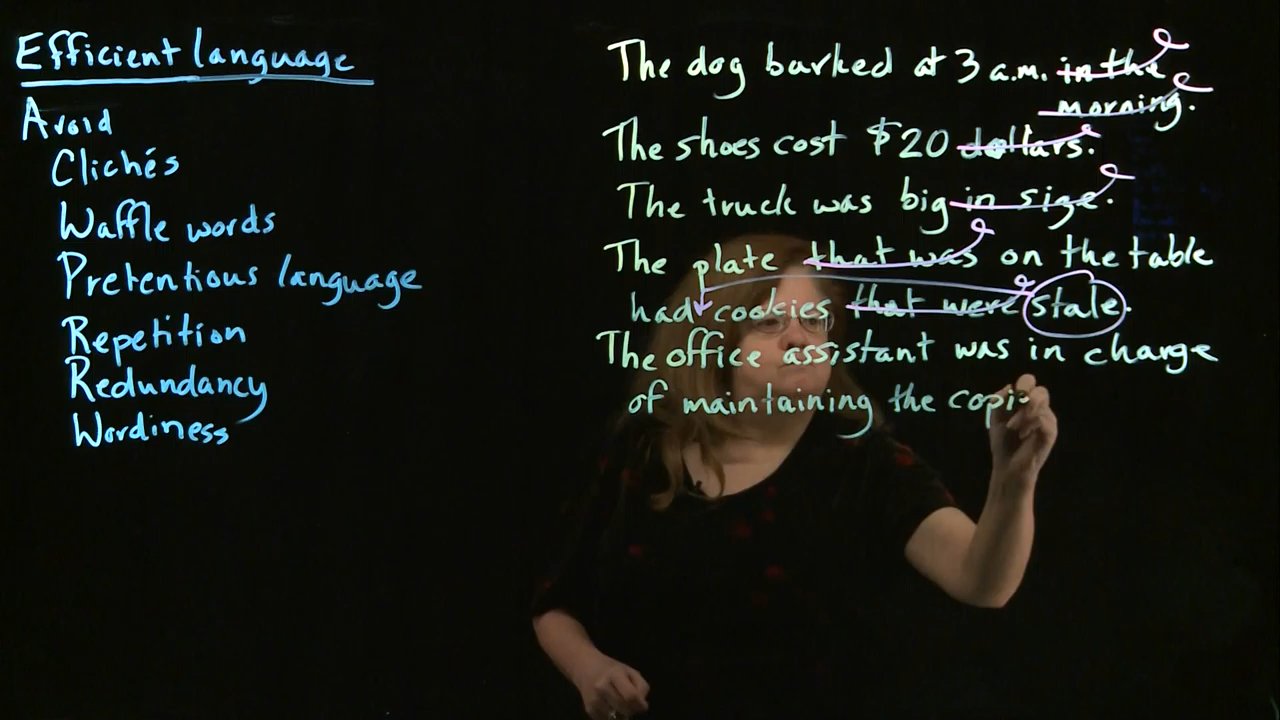 Efficient language
Avoid
Clichés
Waffle words
Pretentious language
Repetition
Redundancy
Wordiness
The dog barked at 3 a.m. in the
morning.
The shoes cost $20 dollars.
The truck was big in size.
The plate that was on the table
had cookies that were stale.
The office assistant was in charge
of maintaining the copi